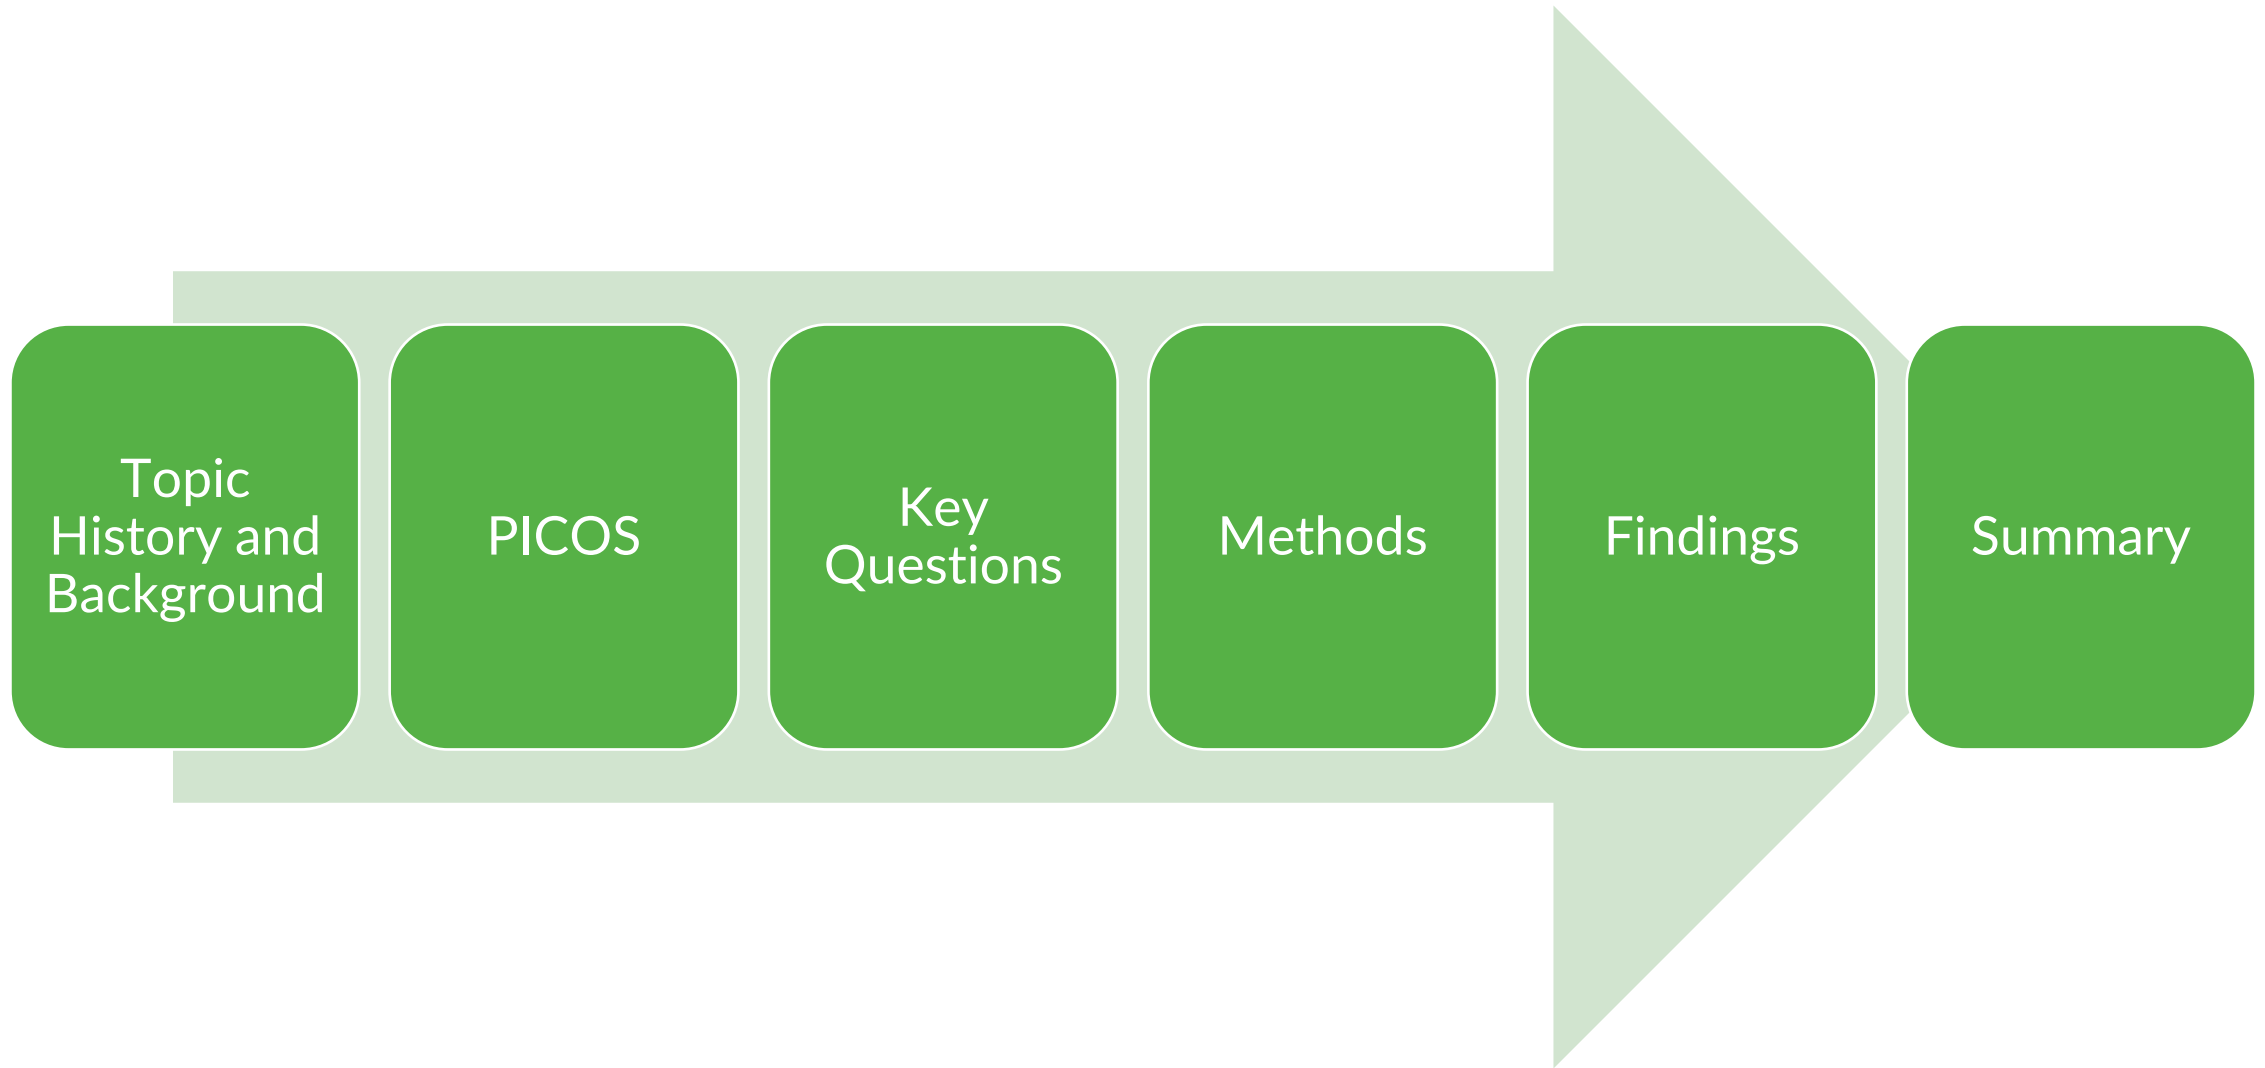 Topic
History and
Background
PICOS
Key
Questions
Methods
Findings
Summary